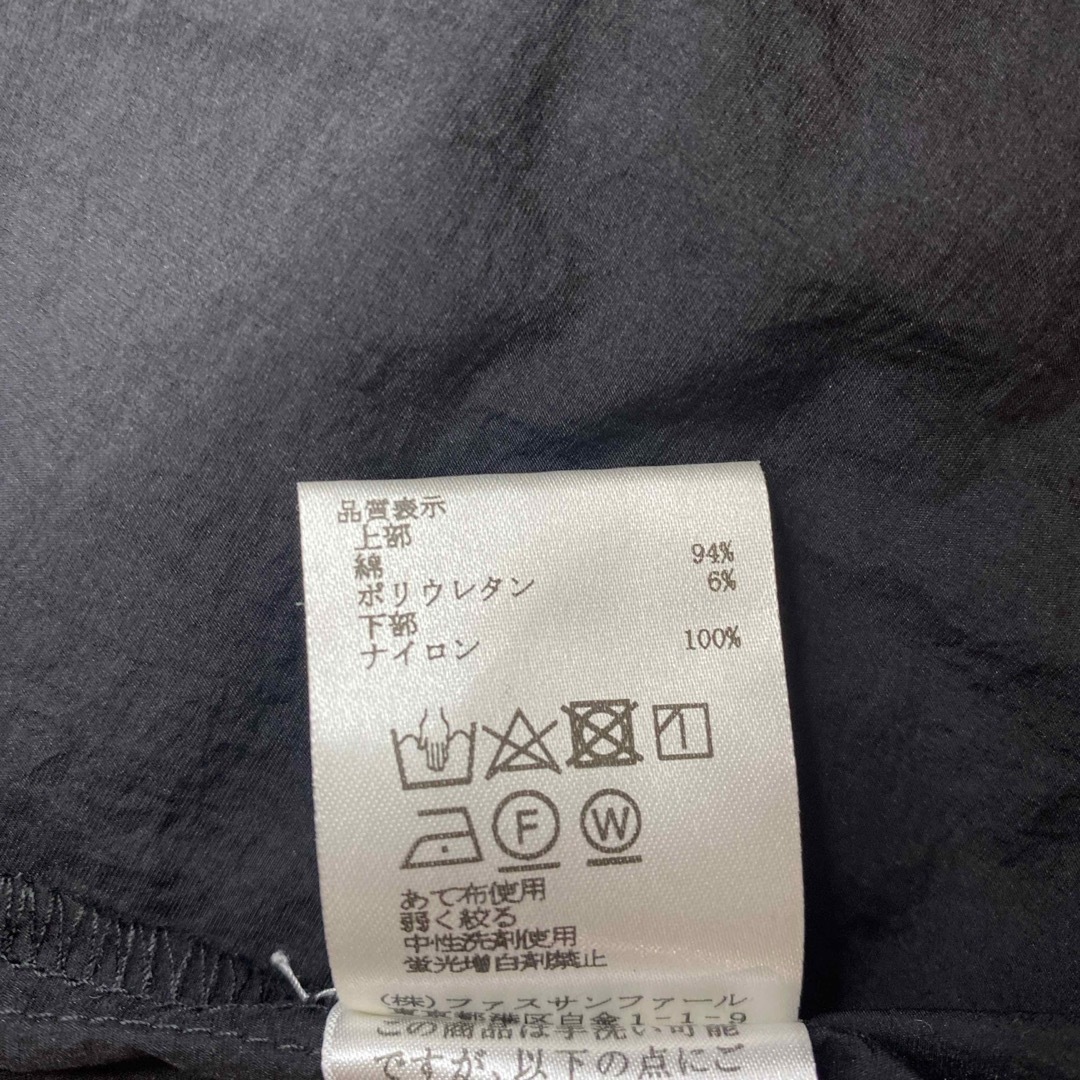 品質表示
上部
綿 94%
ポリウレタン 6%
下部
ナイロン 100%
F W
あて布使用
弱く絞る
中性洗剤使用
蛍光増白剤禁止
(株)ファスサンファール
東京都港区白金1-1-9
この商品は手洗い可能
ですが、以下の点にご